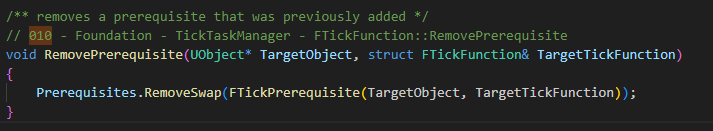 /** removes a prerequisite that was previously added */
// 010 - Foundation - TickTaskManager - FTickFunction::RemovePrerequisite
void RemovePrerequisite(UObject* TargetObject, struct FTickFunction& TargetTickFunction)
{
    Prerequisites.RemoveSwap(FTickPrerequisite(TargetObject, TargetTickFunction));
}